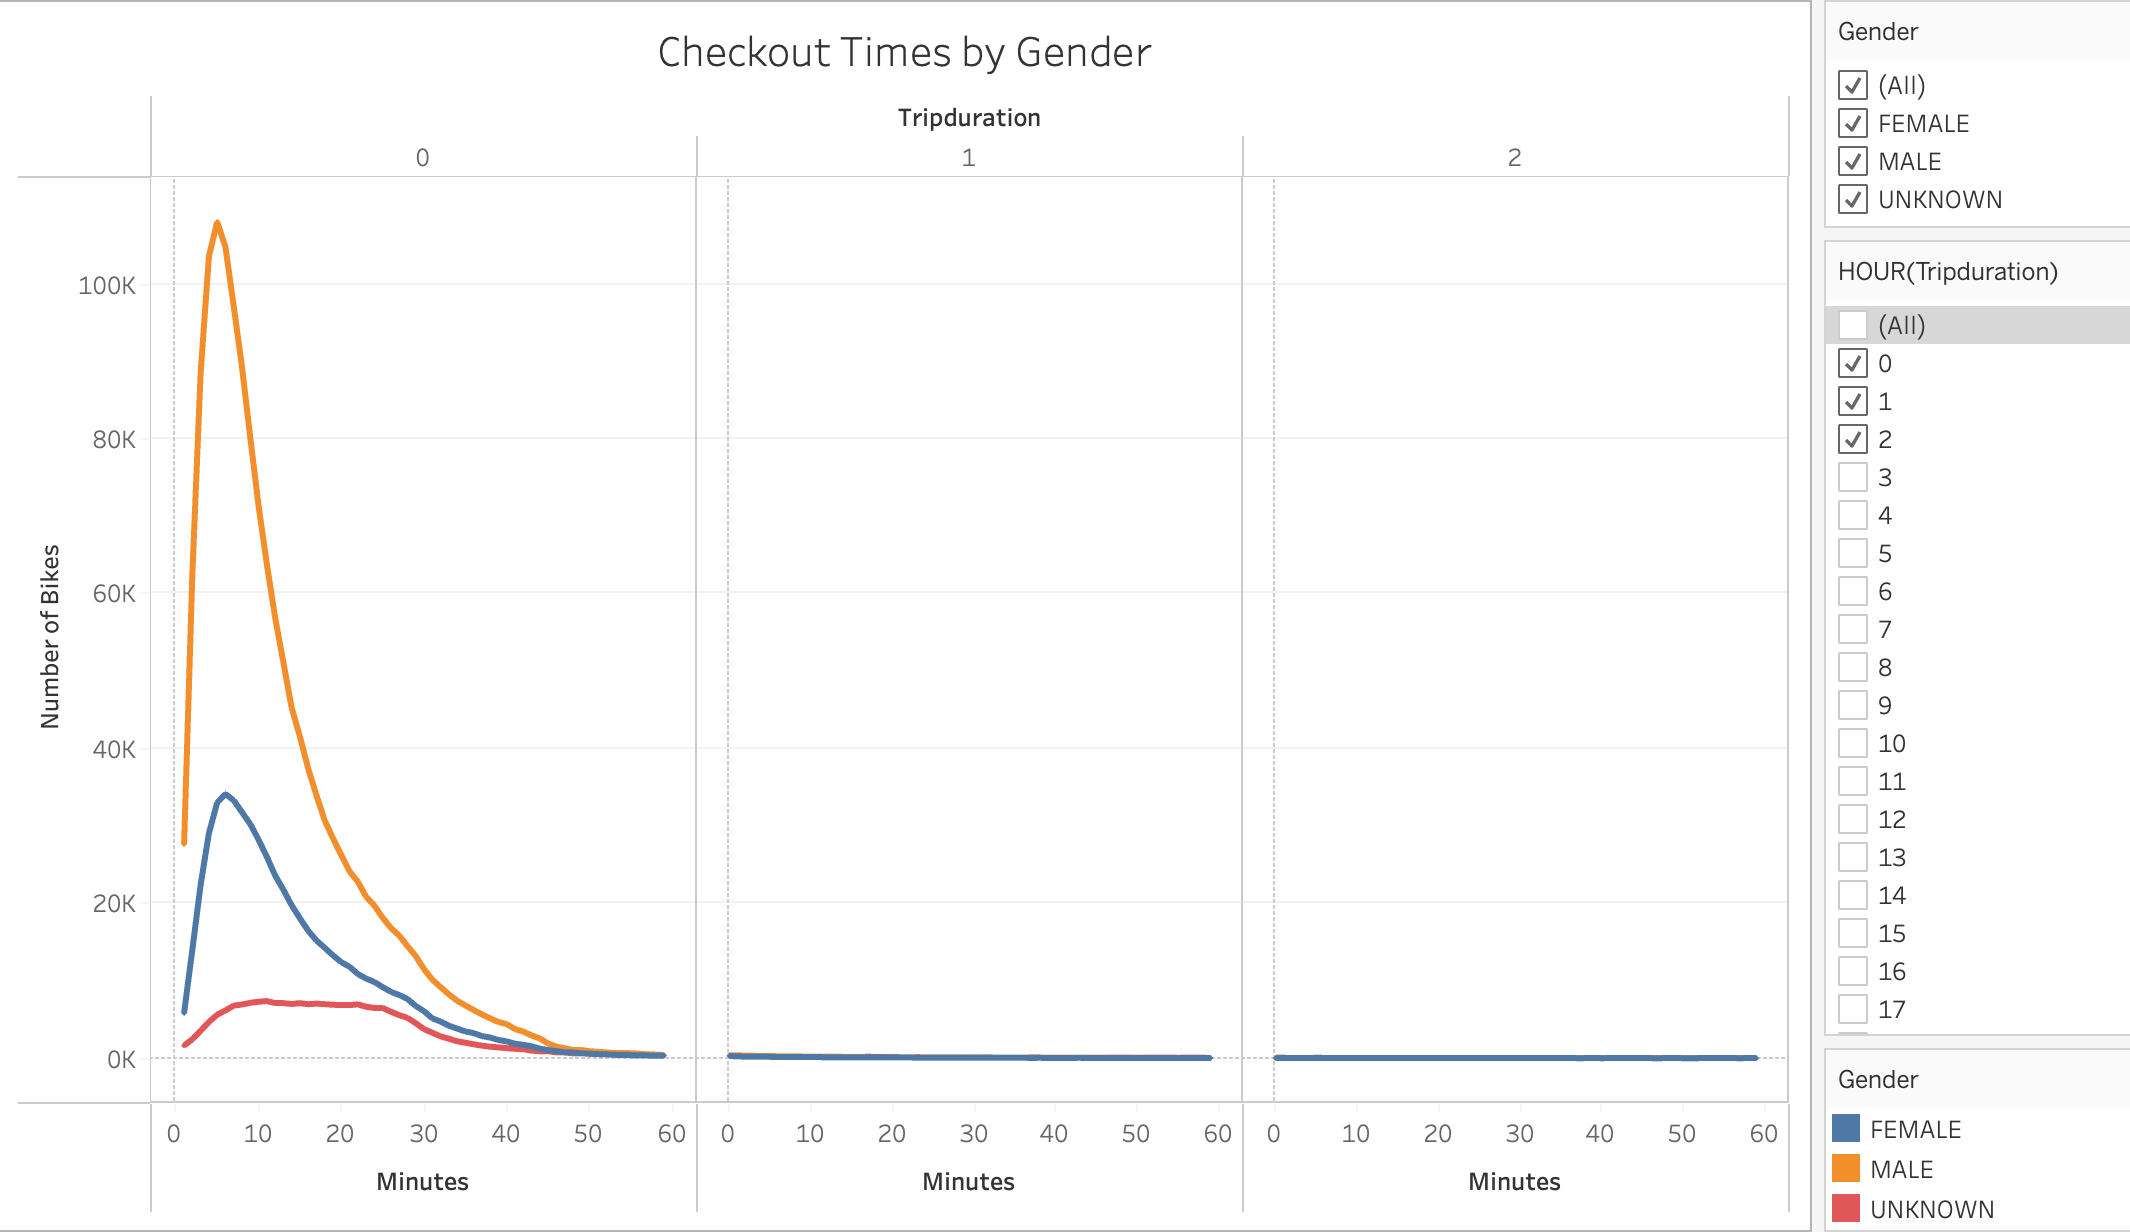 Checkout Times by Gender
Tripduration
0 1 2
100K
80K
60K
40K
20K
0K
Number of Bikes
0 10 20 30 40 50 60 0 10 20 30 40 50 60 0 10 20 30 40 50 60
Minutes Minutes Minutes
Gender
(All)
FEMALE
MALE
UNKNOWN
HOUR(Tripduration)
(All)
0
1
2
3
4
5
6
7
8
9
10
11
12
13
14
15
16
17
Gender
FEMALE
MALE
UNKNOWN